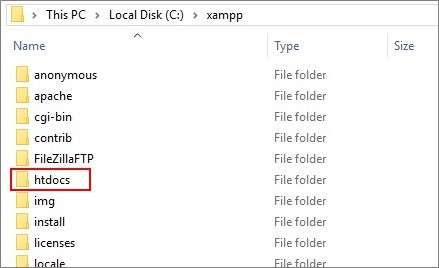 This PC > Local Disk (C:) > xampp
Name Type Size
anonymous File folder
apache File folder
cgi-bin File folder
contrib File folder
FileZillaFTP File folder
htdocs File folder
img File folder
install File folder
licenses File folder
locale File folder